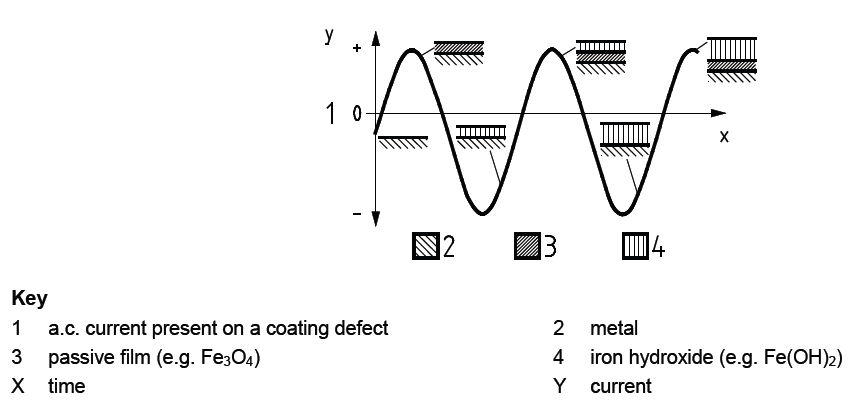 y
+
1 0
x
−
2 3 4
Key
1 a.c. current present on a coating defect 2 metal
3 passive film (e.g. Fe₃O₄) 4 iron hydroxide (e.g. Fe(OH)₂)
X time Y current